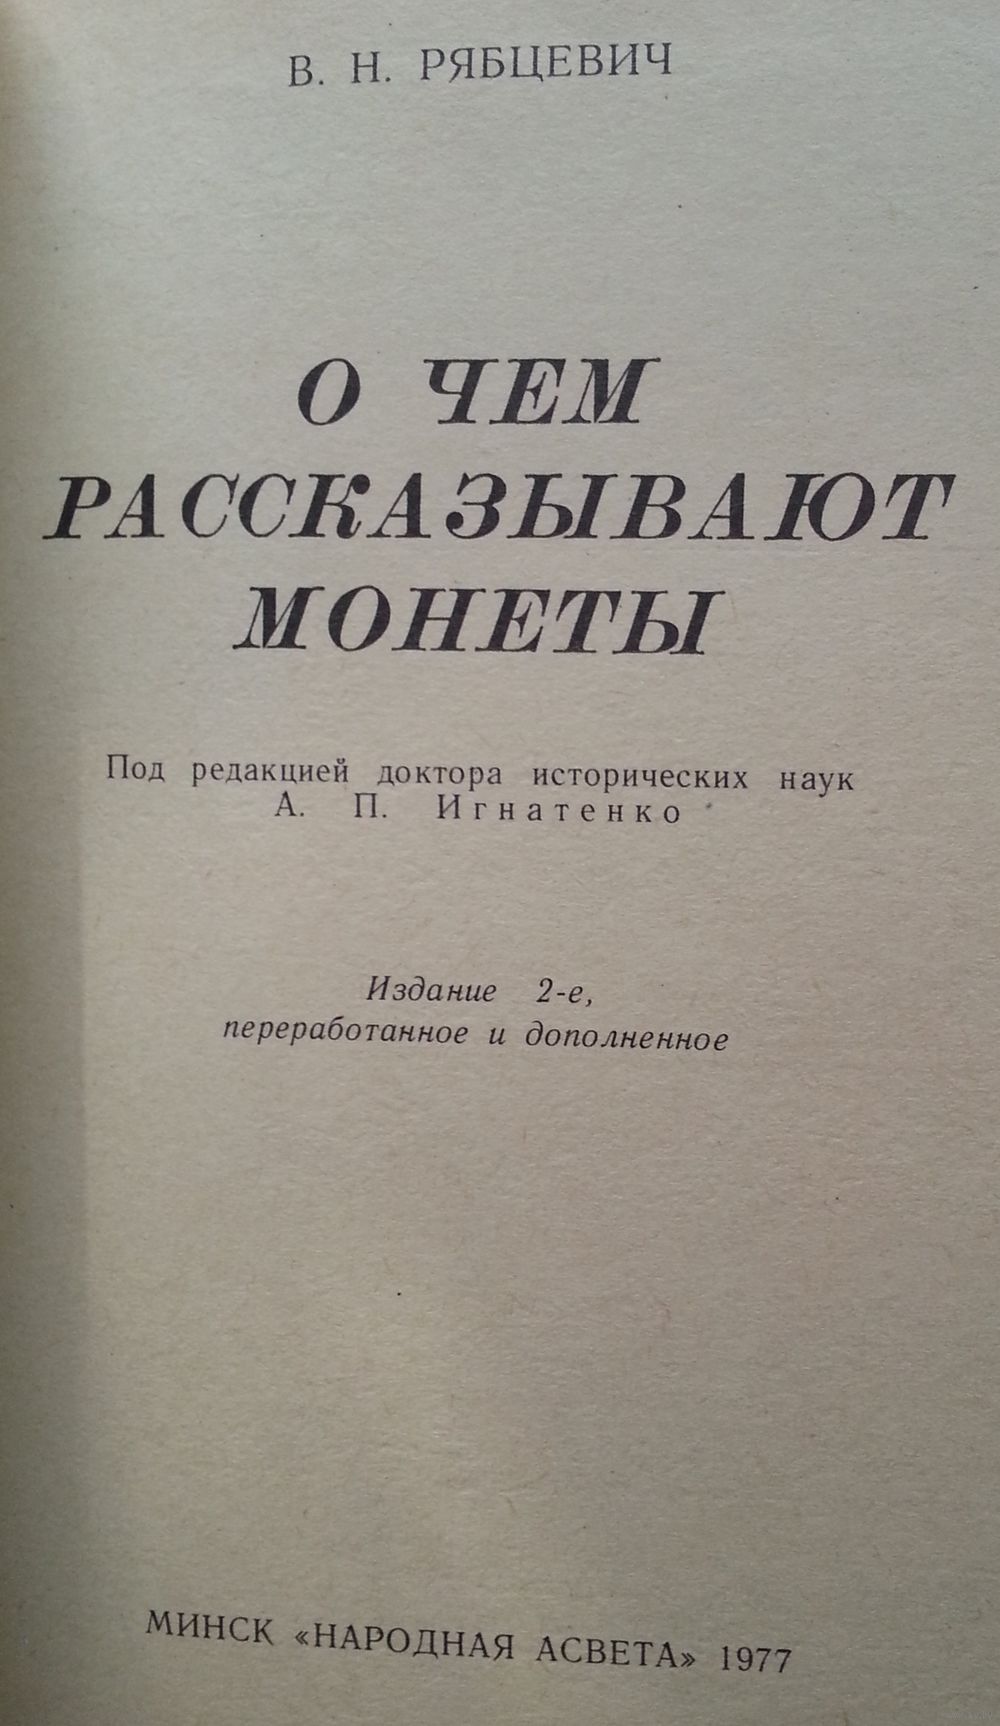 В. Н. РЯБЦЕВИЧ
О ЧЕМ
РАССКАЗЫВАЮТ
МОНЕТЫ
Под редакцией доктора исторических наук
А. П. Игнатенко
Издание 2-е,
переработанное и дополненное
МИНСК «НАРОДНАЯ АСВЕТА» 1977